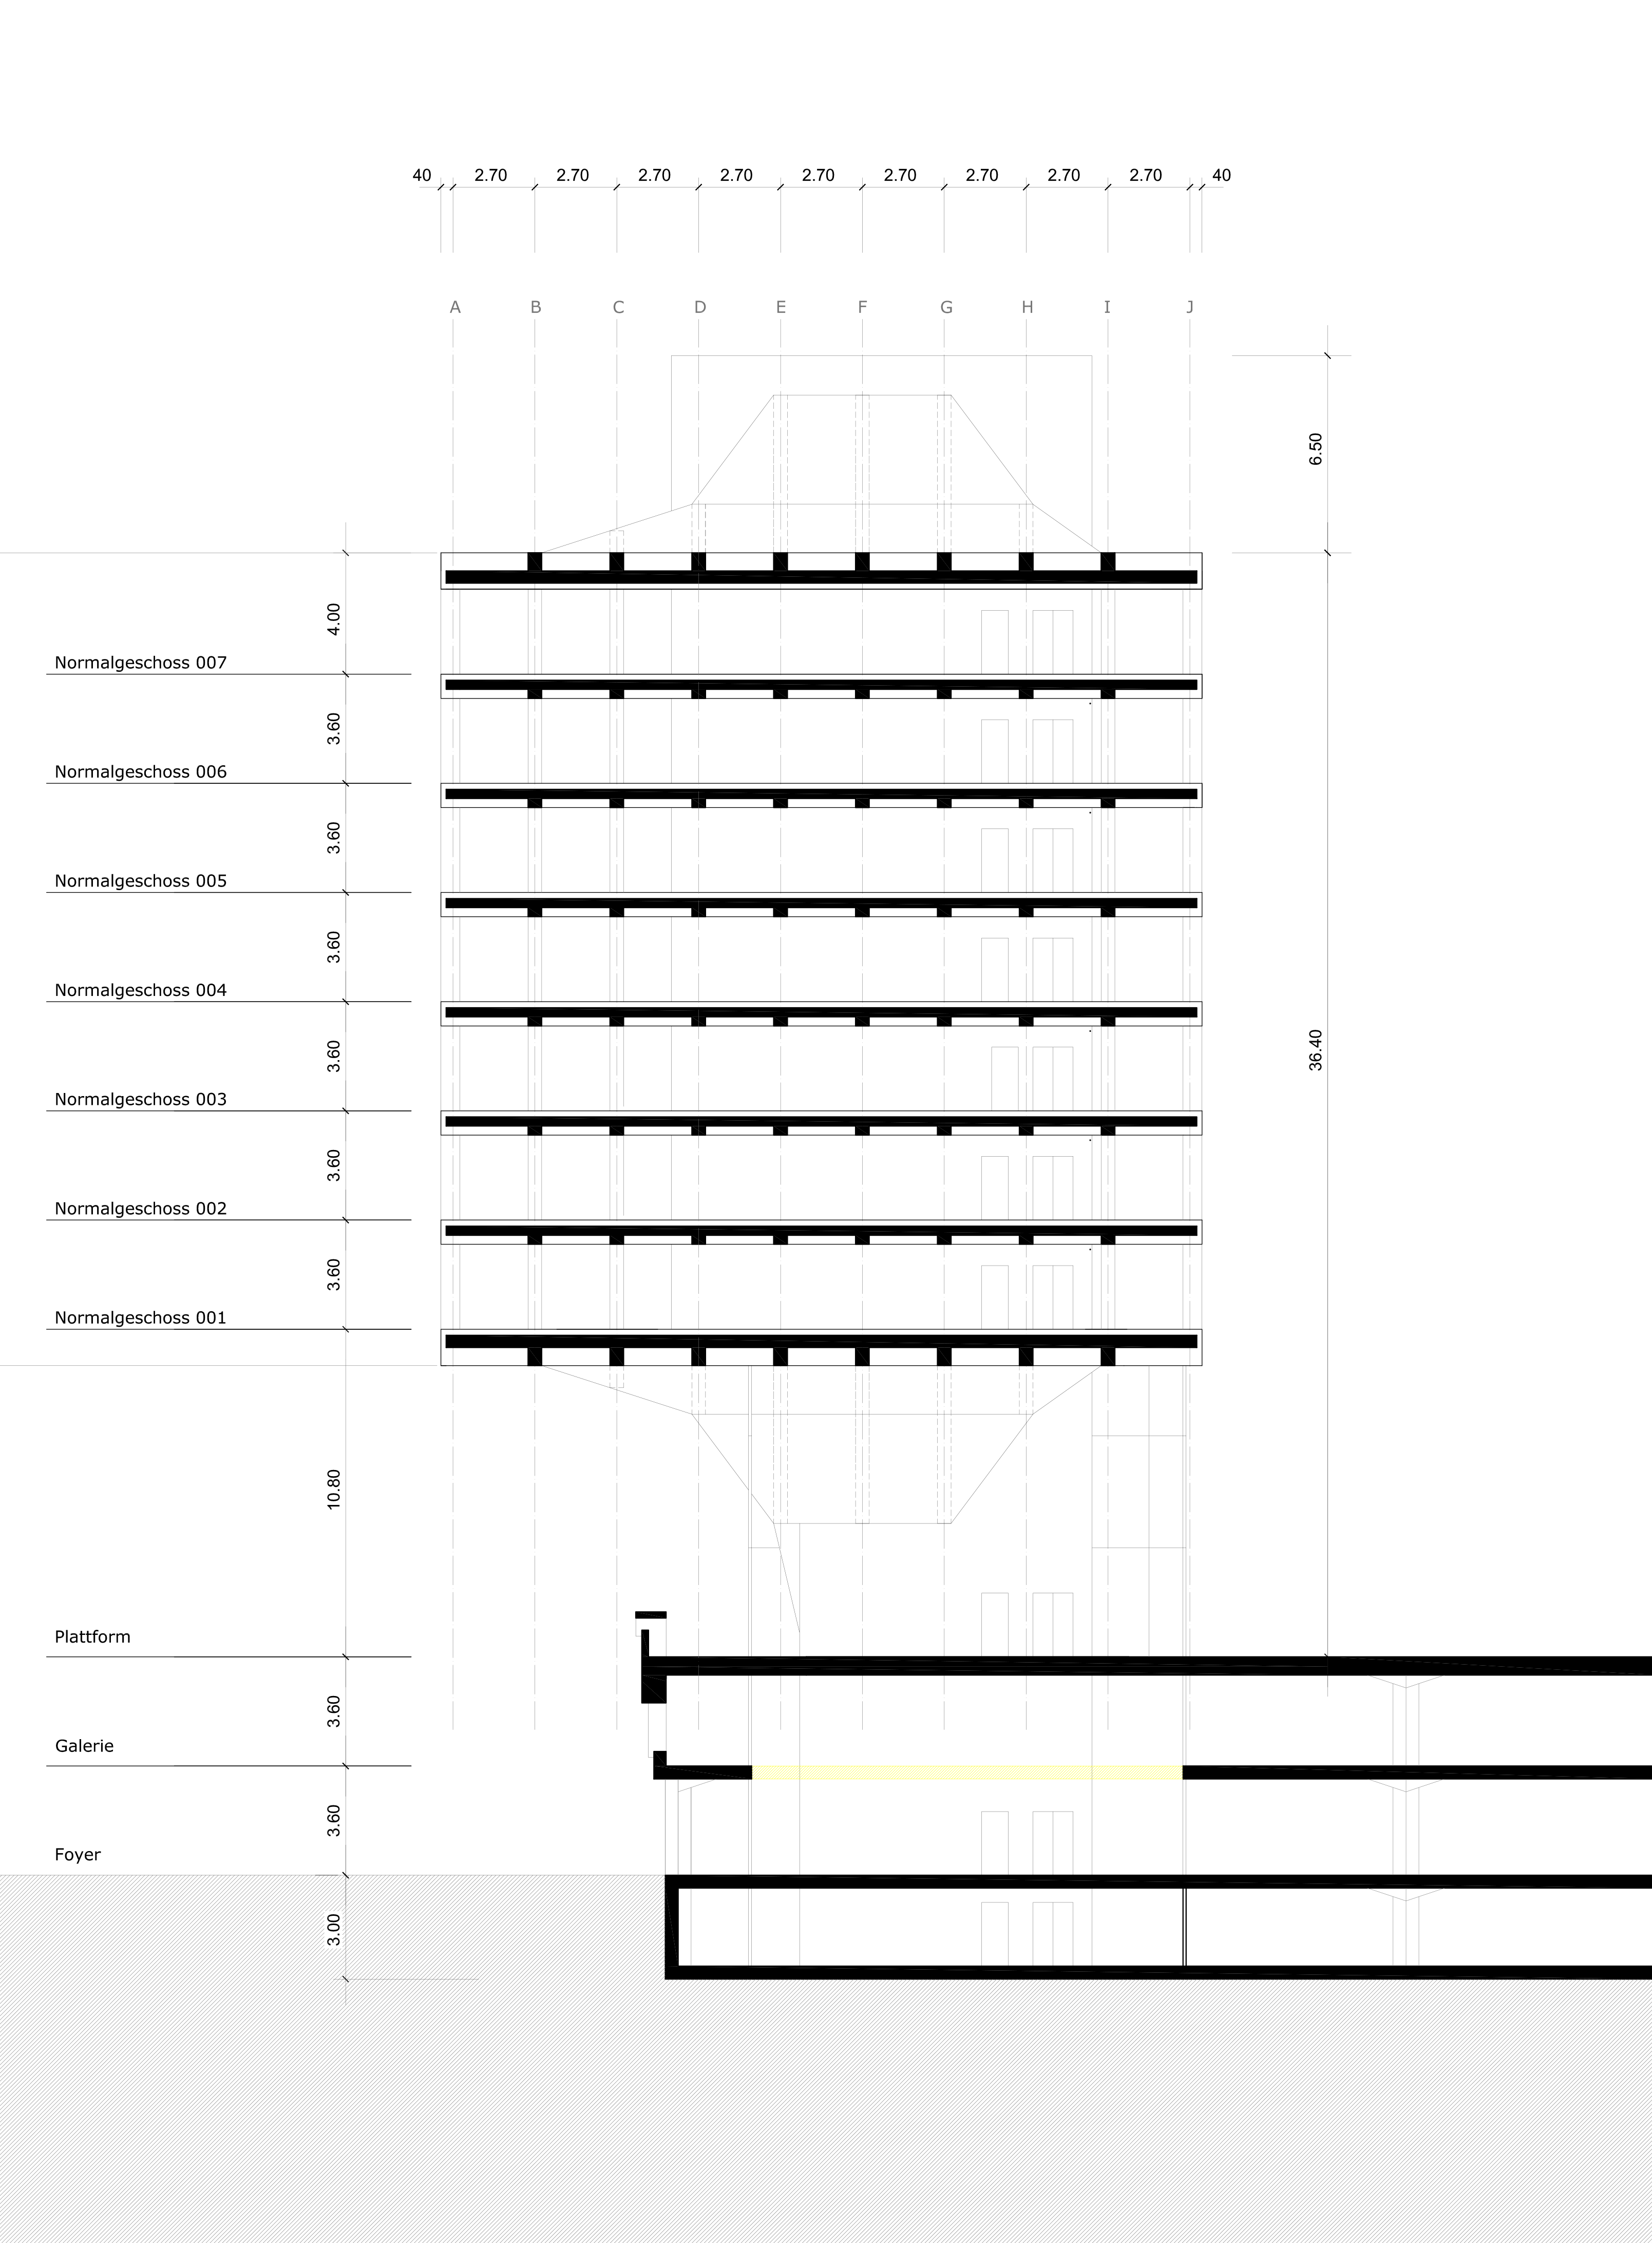 40 2.70 2.70 2.70 2.70 2.70 2.70 2.70 2.70 2.70 40
A B C D E F G H I J
6.50
4.00
Normalgeschoss 007
3.60
Normalgeschoss 006
3.60
Normalgeschoss 005
3.60
Normalgeschoss 004
3.60
36.40
Normalgeschoss 003
3.60
Normalgeschoss 002
3.60
Normalgeschoss 001
10.80
Plattform
3.60
Galerie
3.60
Foyer
3.00